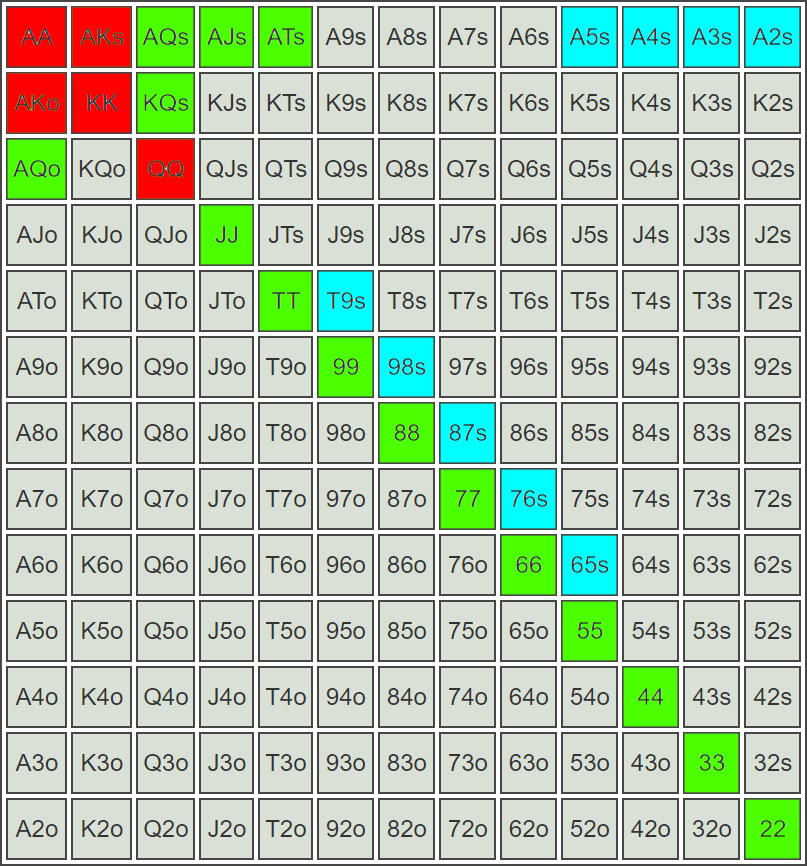 AA AKs AQs AJs ATs A9s A8s A7s A6s A5s A4s A3s A2s
AKo KK KQs KJs KTs K9s K8s K7s K6s K5s K4s K3s K2s
AQo KQo QQ QJs QTs Q9s Q8s Q7s Q6s Q5s Q4s Q3s Q2s
AJo KJo QJo JJ JTs J9s J8s J7s J6s J5s J4s J3s J2s
ATo KTo QTo JTo TT T9s T8s T7s T6s T5s T4s T3s T2s
A9o K9o Q9o J9o T9o 99 98s 97s 96s 95s 94s 93s 92s
A8o K8o Q8o J8o T8o 98o 88 87s 86s 85s 84s 83s 82s
A7o K7o Q7o J7o T7o 97o 87o 77 76s 75s 74s 73s 72s
A6o K6o Q6o J6o T6o 96o 86o 76o 66 65s 64s 63s 62s
A5o K5o Q5o J5o T5o 95o 85o 75o 65o 55 54s 53s 52s
A4o K4o Q4o J4o T4o 94o 84o 74o 64o 54o 44 43s 42s
A3o K3o Q3o J3o T3o 93o 83o 73o 63o 53o 43o 33 32s
A2o K2o Q2o J2o T2o 92o 82o 72o 62o 52o 42o 32o 22